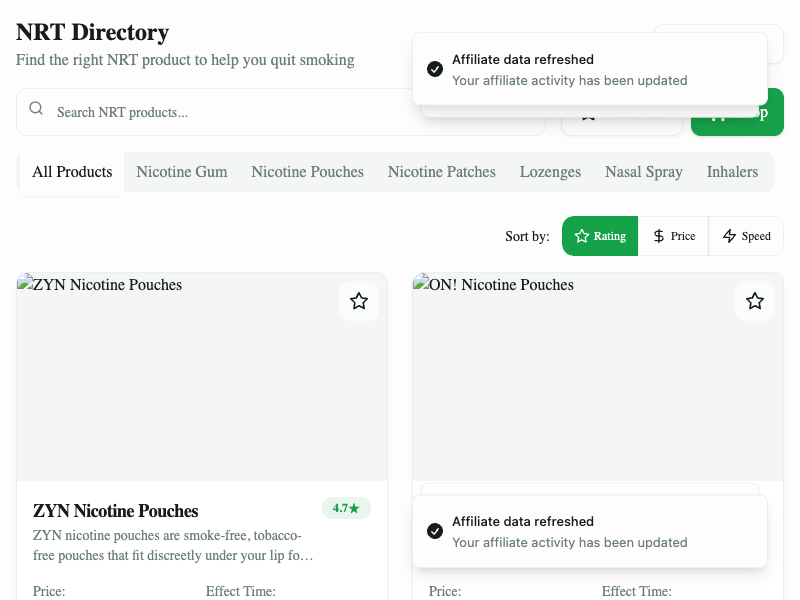 NRT Directory
Find the right NRT product to help you quit smoking
Affiliate data refreshed
Your affiliate activity has been updated
Search NRT products...
All Products
Nicotine Gum
Nicotine Pouches
Nicotine Patches
Lozenges
Nasal Spray
Inhalers
Sort by:
Rating
Price
Speed
ZYN Nicotine Pouches
ON! Nicotine Pouches
ZYN Nicotine Pouches
4.7★
ZYN nicotine pouches are smoke-free, tobacco-
free pouches that fit discreetly under your lip fo…
Affiliate data refreshed
Your affiliate activity has been updated
Price:
Effect Time:
Price:
Effect Time: